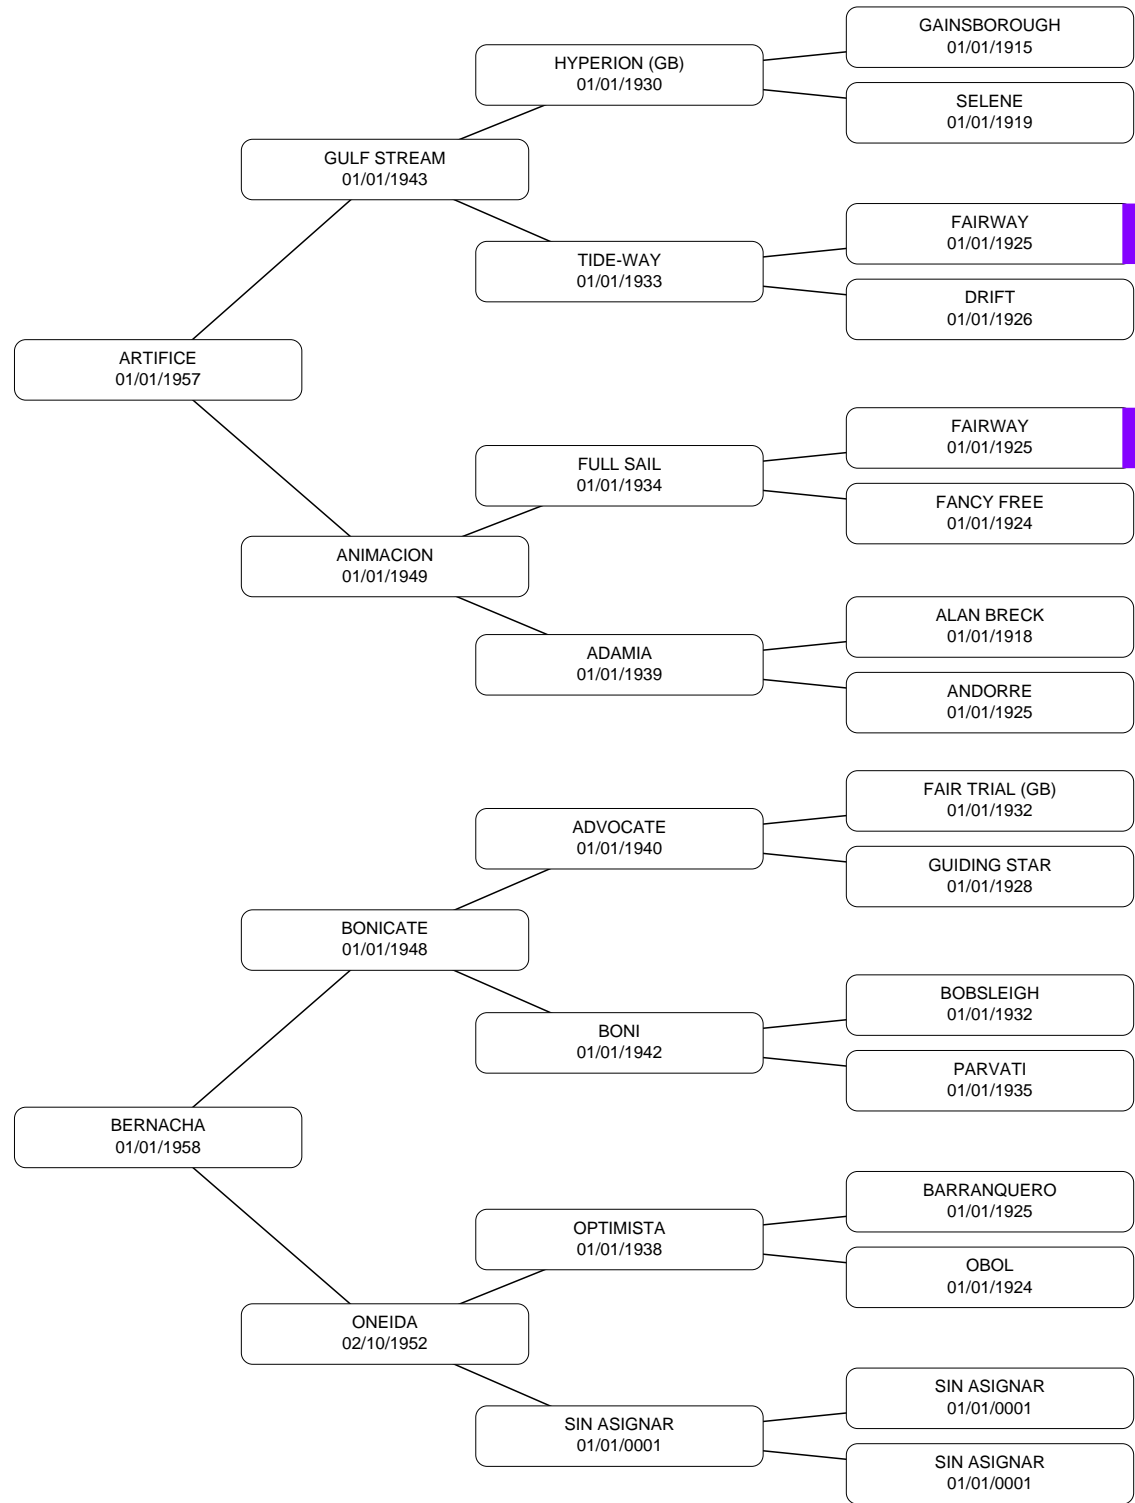 GAINSBOROUGH
01/01/1915
HYPERION (GB)
01/01/1930
SELENE
01/01/1919
GULF STREAM
01/01/1943
FAIRWAY
01/01/1925
TIDE-WAY
01/01/1933
DRIFT
01/01/1926
ARTIFICE
01/01/1957
FAIRWAY
01/01/1925
FULL SAIL
01/01/1934
FANCY FREE
01/01/1924
ANIMACION
01/01/1949
ALAN BRECK
01/01/1918
ADAMIA
01/01/1939
ANDORRE
01/01/1925
FAIR TRIAL (GB)
01/01/1932
ADVOCATE
01/01/1940
GUIDING STAR
01/01/1928
BONICATE
01/01/1948
BOBSLEIGH
01/01/1932
BONI
01/01/1942
PARVATI
01/01/1935
BERNACHA
01/01/1958
BARRANQUERO
01/01/1925
OPTIMISTA
01/01/1938
OBOL
01/01/1924
ONEIDA
02/10/1952
SIN ASIGNAR
01/01/0001
SIN ASIGNAR
01/01/0001
SIN ASIGNAR
01/01/0001